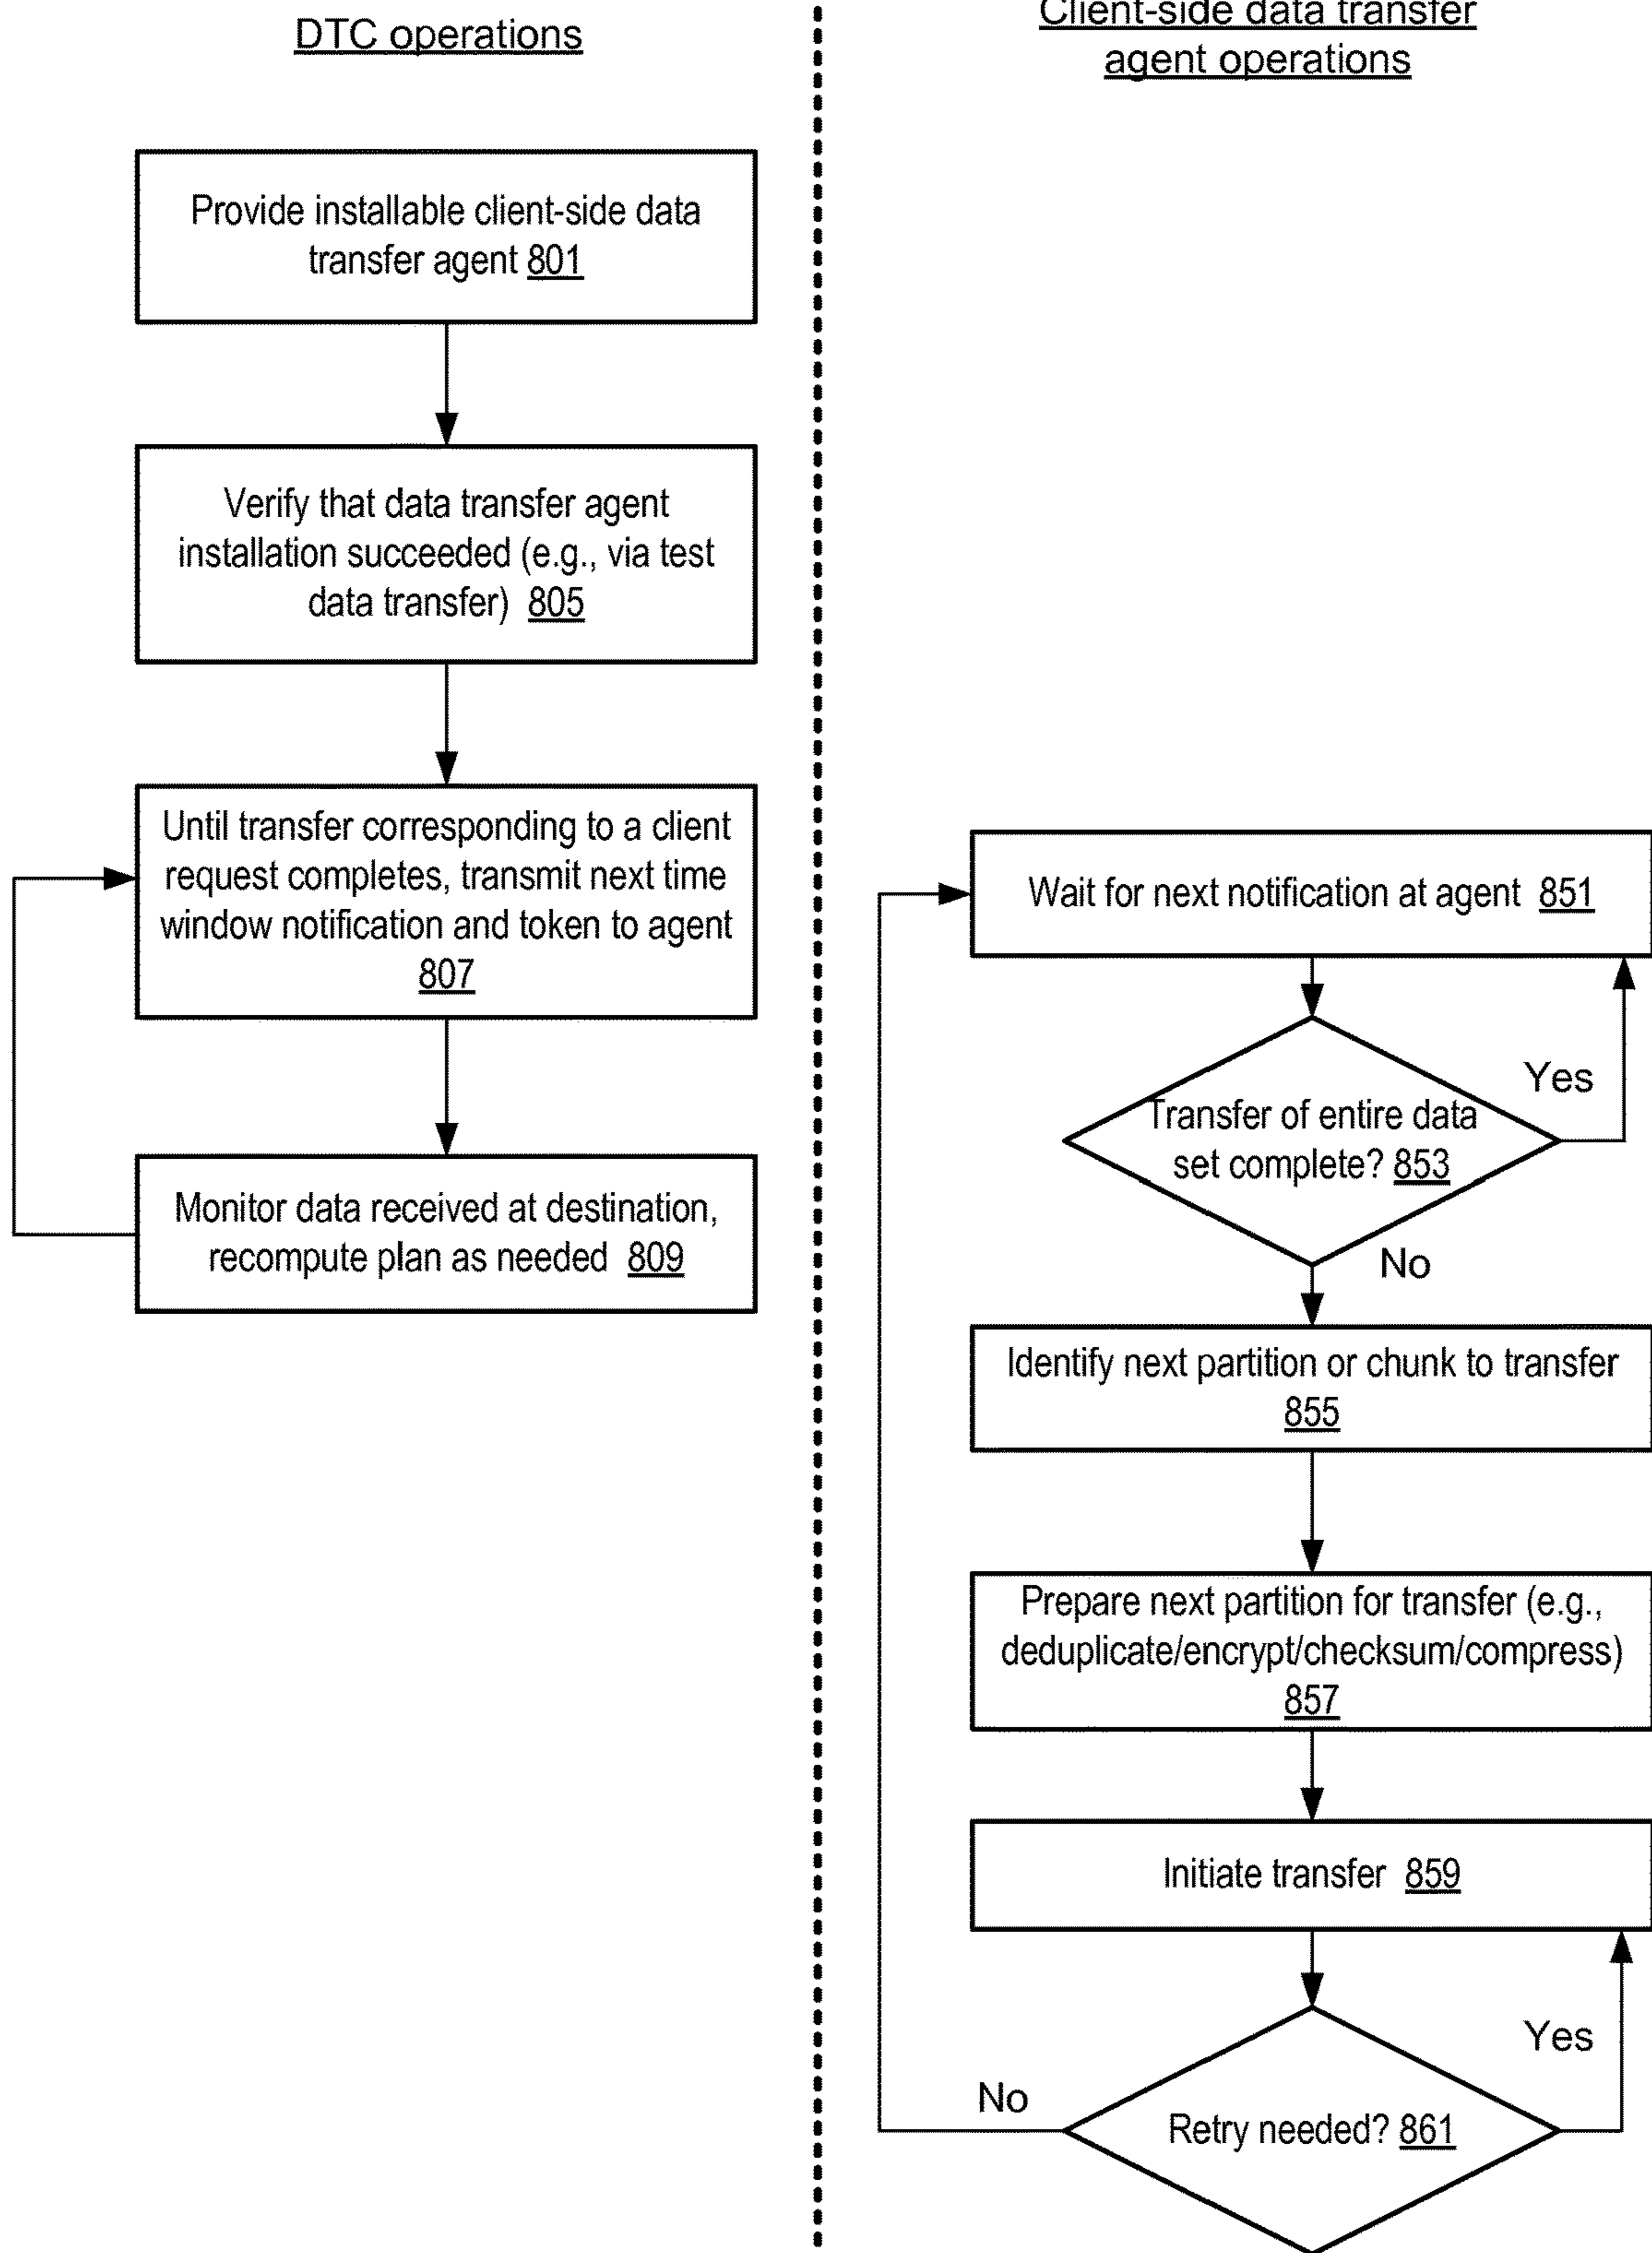 DTC operations
Provide installable client-side data
transfer agent 801
Verify that data transfer agent
installation succeeded (e.g., via test
data transfer) 805
Until transfer corresponding to a client
request completes, transmit next time
window notification and token to agent
807
Monitor data received at destination,
recompute plan as needed 809
Client-side data transfer
agent operations
Wait for next notification at agent 851
Yes
Transfer of entire data
set complete? 853
No
Identify next partition or chunk to transfer
855
Prepare next partition for transfer (e.g.,
deduplicate/encrypt/checksum/compress)
857
Initiate transfer 859
Yes
No
Retry needed? 861